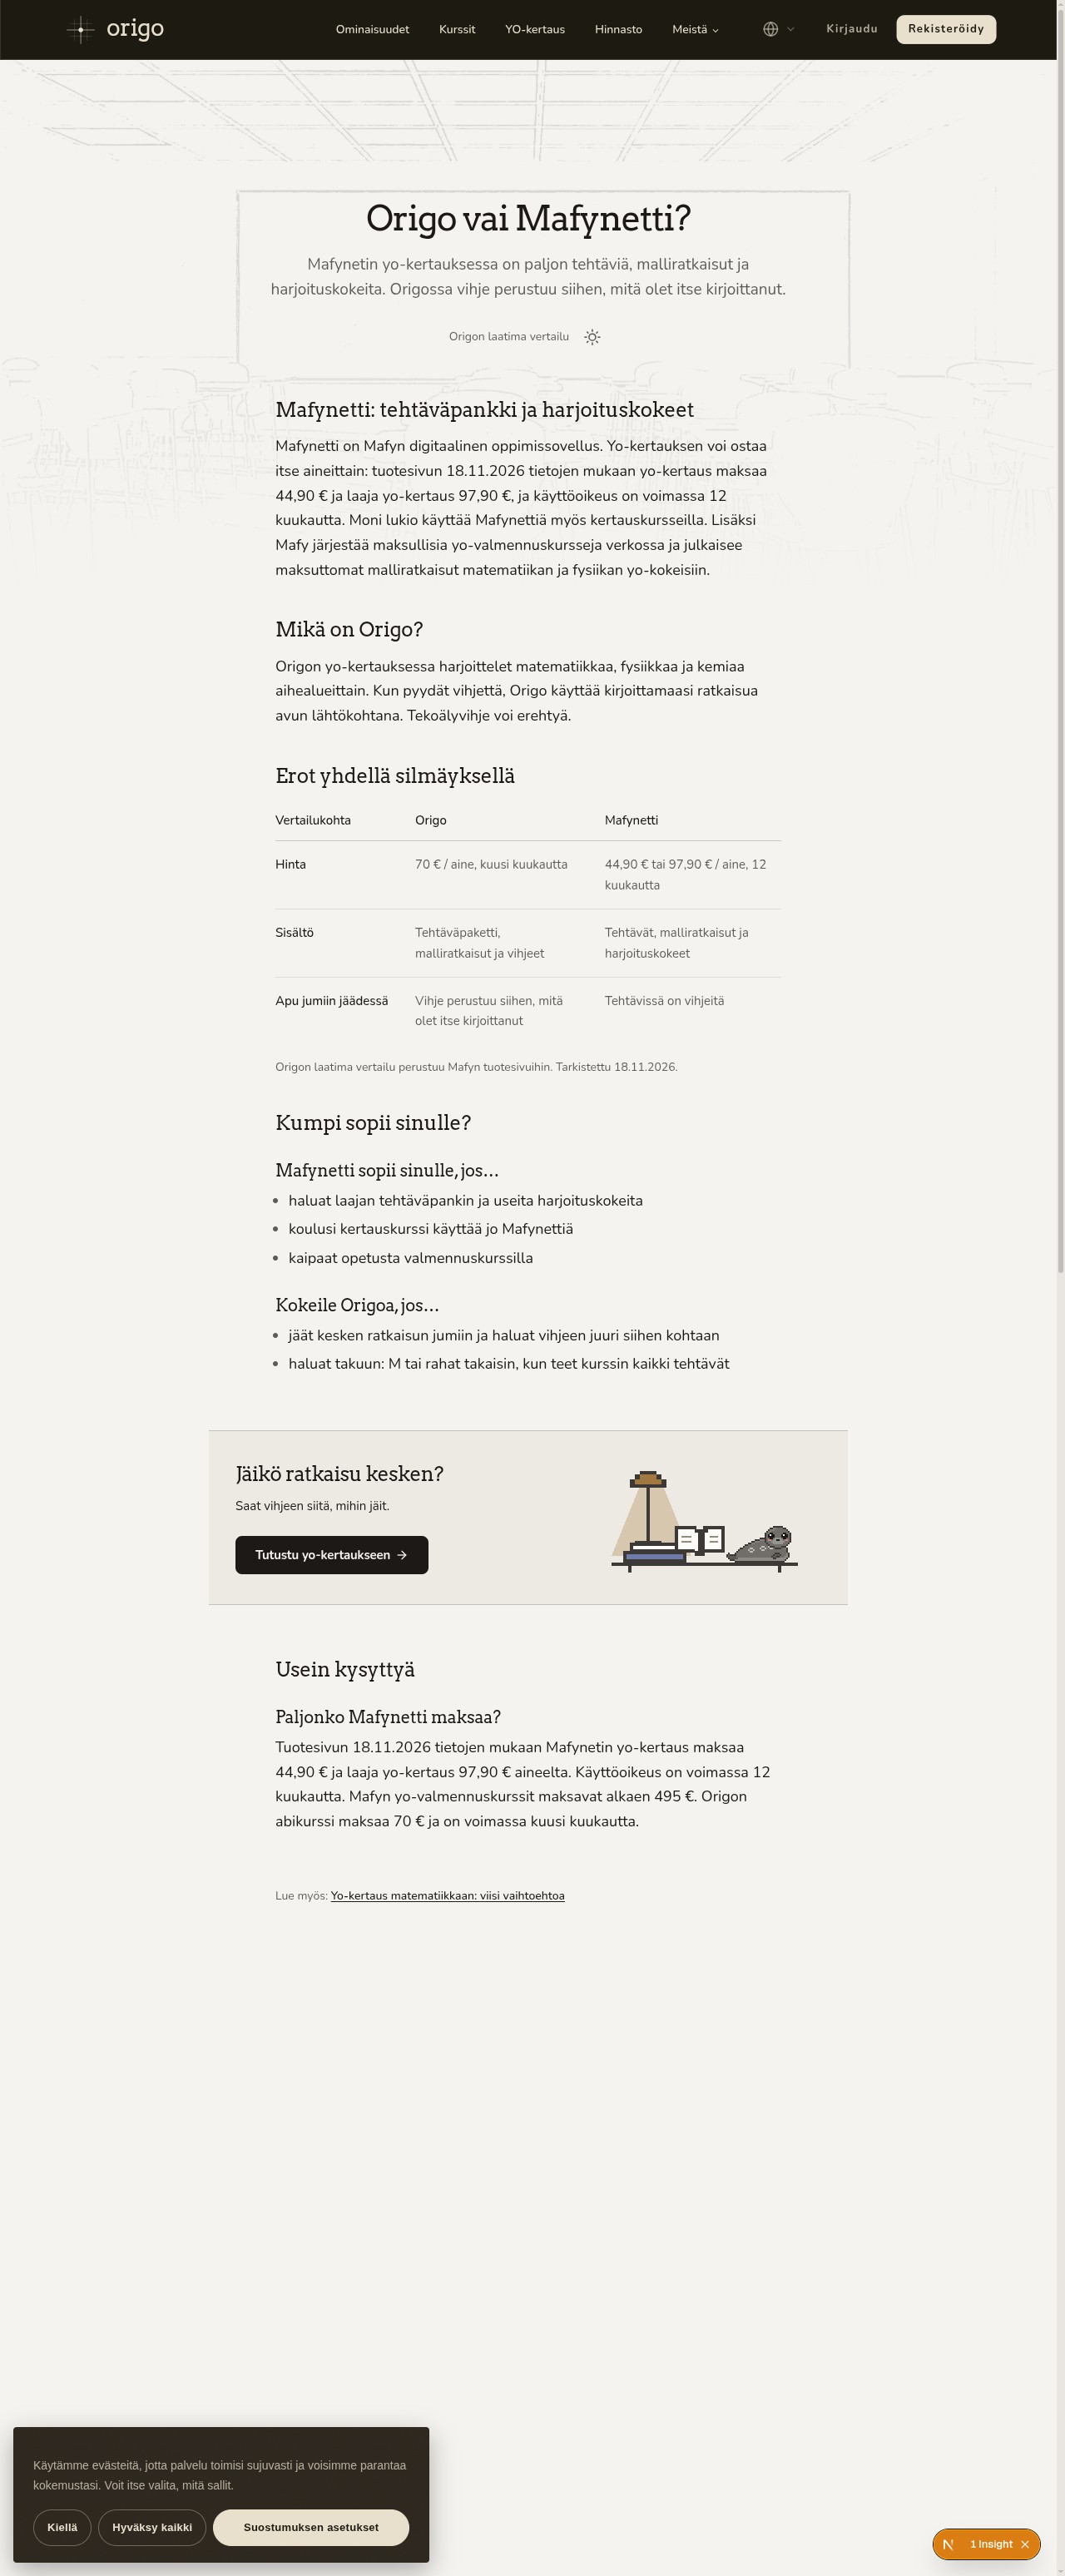 origo
Ominaisuudet Kurssit YO-kertaus Hinnasto Meistä Kirjaudu Rekisteröidy
Origo vai Mafynetti?
Mafynetin yo-kertauksessa on paljon tehtäviä, malliratkaisut ja
harjoituskokeita. Origossa vihje perustuu siihen, mitä olet itse kirjoittanut.
Origon laatima vertailu
Mafynetti: tehtäväpankki ja harjoituskokeet
Mafynetti on Mafyn digitaalinen oppimissovellus. Yo-kertauksen voi ostaa
itse aineittain: tuotesivun 18.11.2026 tietojen mukaan yo-kertaus maksaa
44,90 € ja laaja yo-kertaus 97,90 €, ja käyttöoikeus on voimassa 12
kuukautta. Moni lukio käyttää Mafynettiä myös kertauskursseilla. Lisäksi
Mafy järjestää maksullisia yo-valmennuskursseja verkossa ja julkaisee
maksuttomat malliratkaisut matematiikan ja fysiikan yo-kokeisiin.
Mikä on Origo?
Origon yo-kertauksessa harjoittelet matematiikkaa, fysiikkaa ja kemiaa
aihealueittain. Kun pyydät vihjettä, Origo käyttää kirjoittamaasi ratkaisua
avun lähtökohtana. Tekoälyvihje voi erehtyä.
Erot yhdellä silmäyksellä
Vertailukohta Origo Mafynetti
Hinta 70 € / aine, kuusi kuukautta 44,90 € tai 97,90 € / aine, 12
kuukautta
Sisältö Tehtäväpaketti, Tehtävät, malliratkaisut ja
malliratkaisut ja vihjeet harjoituskokeet
Apu jumiin jäädessä Vihje perustuu siihen, mitä Tehtävissä on vihjeitä
olet itse kirjoittanut
Origon laatima vertailu perustuu Mafyn tuotesivuihin. Tarkistettu 18.11.2026.
Kumpi sopii sinulle?
Mafynetti sopii sinulle, jos…
haluat laajan tehtäväpankin ja useita harjoituskokeita
koulusi kertauskurssi käyttää jo Mafynettiä
kaipaat opetusta valmennuskurssilla
Kokeile Origoa, jos…
jäät kesken ratkaisun jumiin ja haluat vihjeen juuri siihen kohtaan
haluat takuun: M tai rahat takaisin, kun teet kurssin kaikki tehtävät
Jäikö ratkaisu kesken?
Saat vihjeen siitä, mihin jäit.
Tutustu yo-kertaukseen →
Usein kysyttyä
Paljonko Mafynetti maksaa?
Tuotesivun 18.11.2026 tietojen mukaan Mafynetin yo-kertaus maksaa
44,90 € ja laaja yo-kertaus 97,90 € aineelta. Käyttöoikeus on voimassa 12
kuukautta. Mafyn yo-valmennuskurssit maksavat alkaen 495 €. Origon
abikurssi maksaa 70 € ja on voimassa kuusi kuukautta.
Lue myös: Yo-kertaus matematiikkaan: viisi vaihtoehtoa
Käytämme evästeitä, jotta palvelu toimisi sujuvasti ja voisimme parantaa
kokemustasi. Voit itse valita, mitä sallit.
Kiellä Hyväksy kaikki Suostumuksen asetukset
N 1 Insight